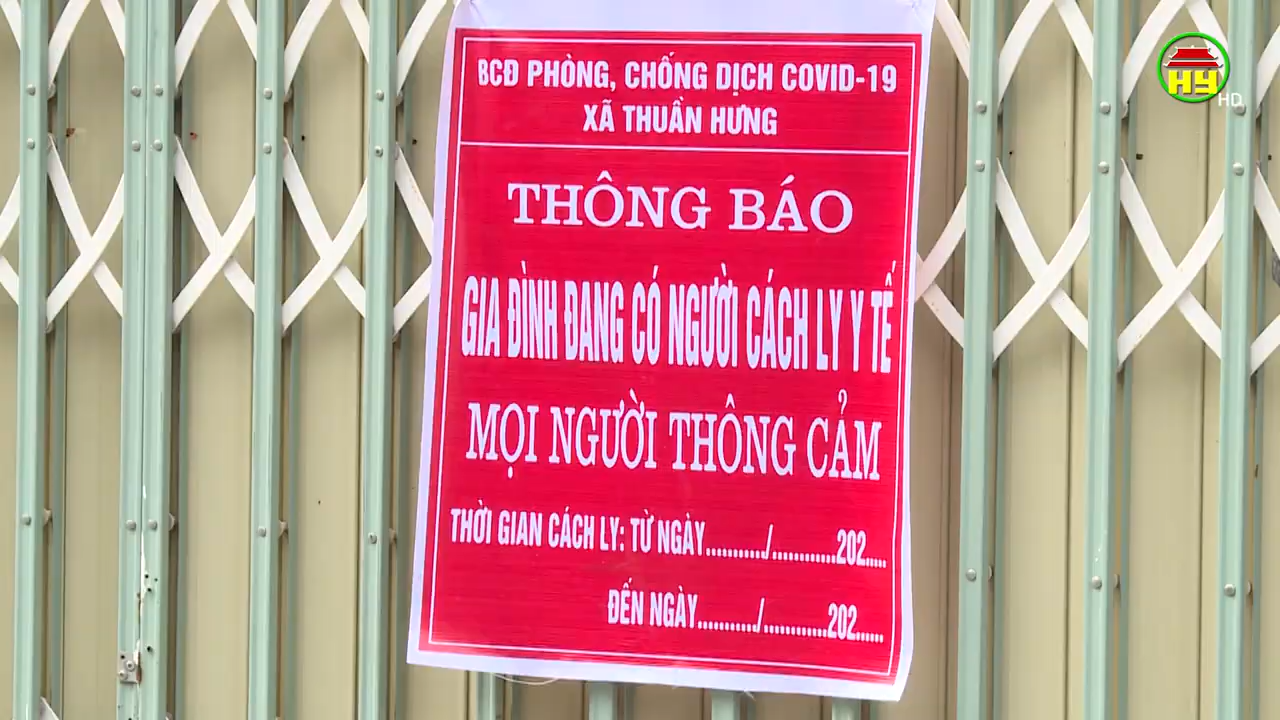 BCĐ PHÒNG, CHỐNG DỊCH COVID-19
XÃ THUẦN HƯNG
THÔNG BÁO
GIA ĐÌNH ĐANG CÓ NGƯỜI CÁCH LY Y TẾ
MỌI NGƯỜI THÔNG CẢM
THỜI GIAN CÁCH LY: TỪ NGÀY.........../............202.....
ĐẾN NGÀY.........../............202.....
HY
HD